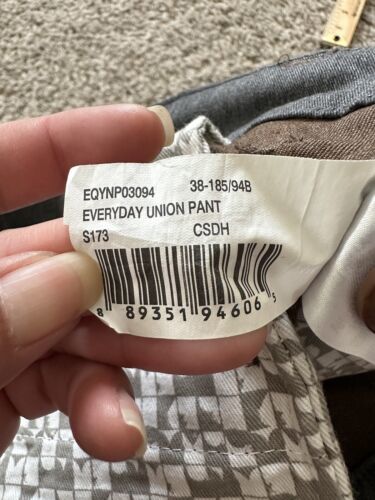 EQYNP03094 38-185/94B
EVERYDAY UNION PANT
S173 CSDH
8 89351 94606 5